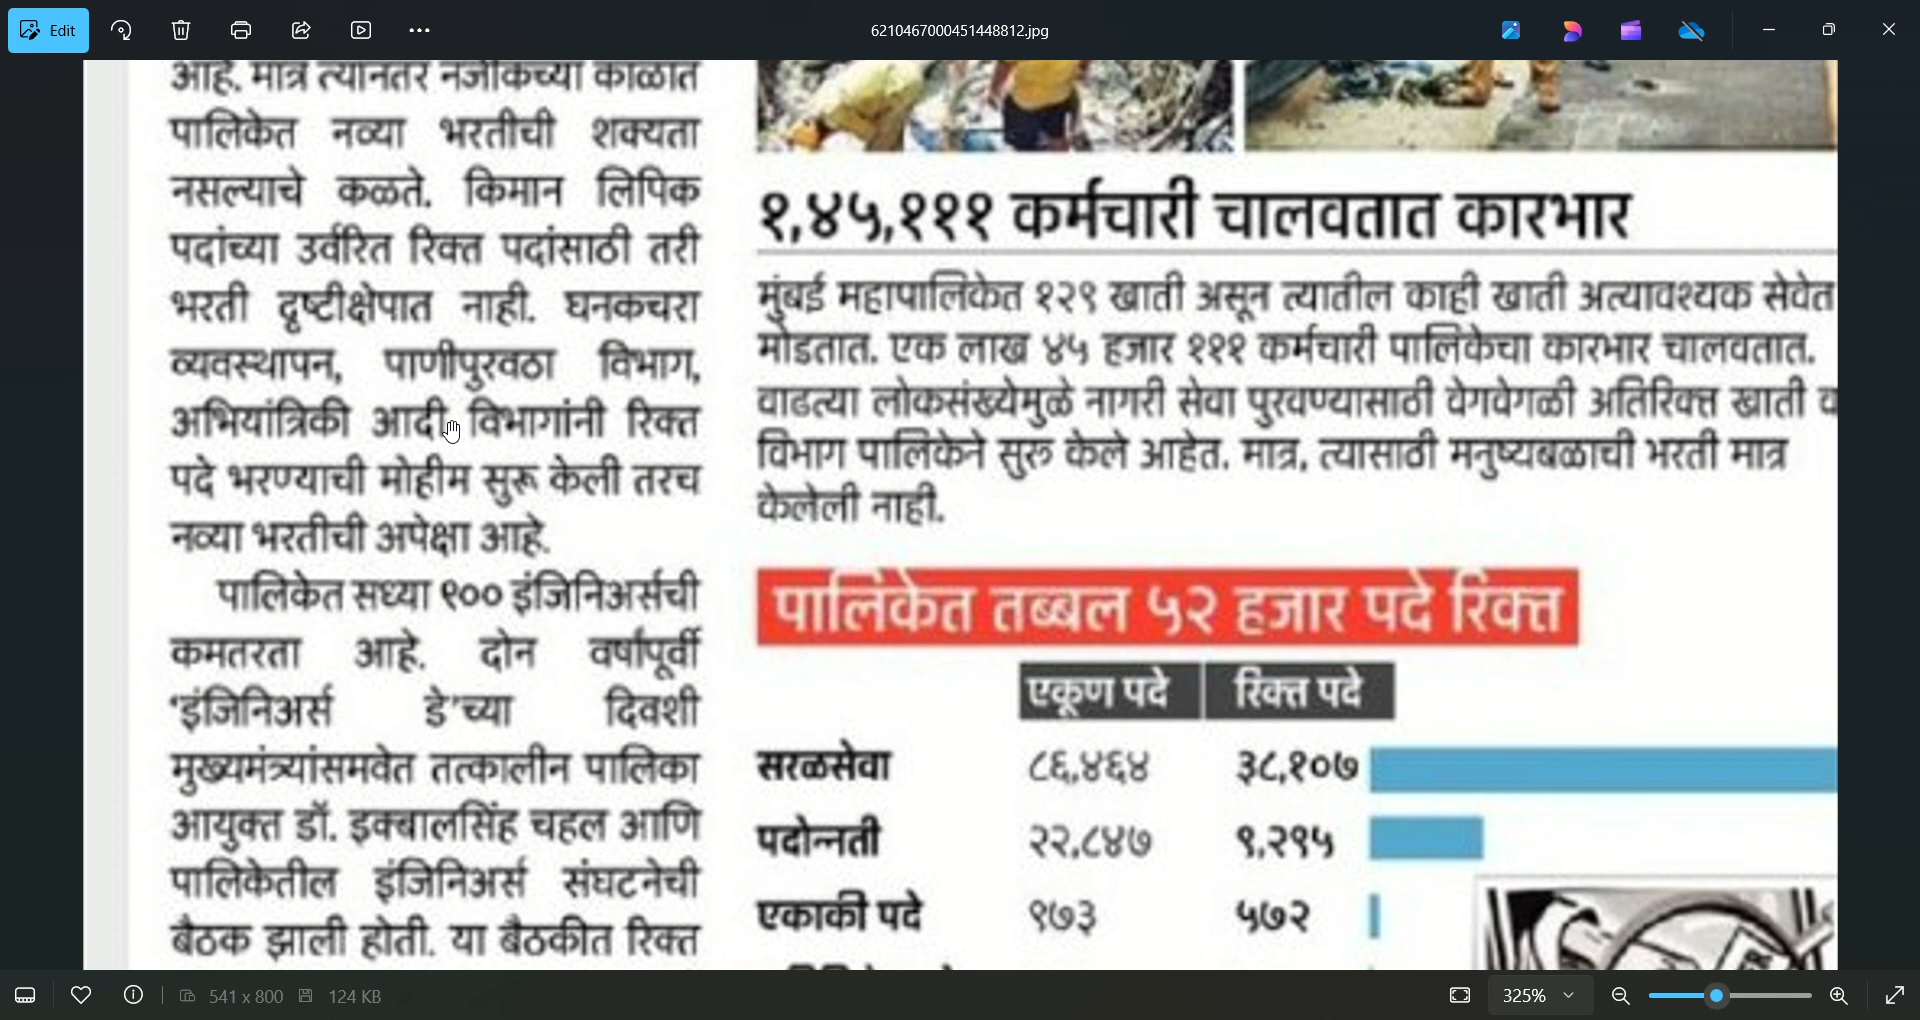 Edit
6210467000451448812.jpg
आहे. मात्र त्यानंतर नजीकच्या काळात
पालिकेत नव्या भरतीची शक्यता
नसल्याचे कळते. किमान लिपिक
पदांच्या उर्वरित रिक्त पदांसाठी तरी
भरती दृष्टीक्षेपात नाही. घनकचरा
व्यवस्थापन, पाणीपुरवठा विभाग,
अभियांत्रिकी आदी विभागांनी रिक्त
पदे भरण्याची मोहीम सुरू केली तरच
नव्या भरतीची अपेक्षा आहे.
पालिकेत सध्या ९०० इंजिनिअर्सची
कमतरता आहे. दोन वर्षांपूर्वी
‘इंजिनिअर्स डे’च्या दिवशी
मुख्यमंत्र्यांसमवेत तत्कालीन पालिका
आयुक्त डॉ. इक्बालसिंह चहल आणि
पालिकेतील इंजिनिअर्स संघटनेची
बैठक झाली होती. या बैठकीत रिक्त
१,४५,१११ कर्मचारी चालवतात कारभार
मुंबई महापालिकेत १२९ खाती असून त्यातील काही खाती अत्यावश्यक सेवेत
मोडतात. एक लाख ४५ हजार १११ कर्मचारी पालिकेचा कारभार चालवतात.
वाढत्या लोकसंख्येमुळे नागरी सेवा पुरवण्यासाठी वेगवेगळी अतिरिक्त खाती व
विभाग पालिकेने सुरु केले आहेत. मात्र, त्यासाठी मनुष्यबळाची भरती मात्र
केलेली नाही.
पालिकेत तब्बल ५२ हजार पदे रिक्त
एकूण पदे रिक्त पदे
सरळसेवा ८६,४६४ ३८,१०७
पदोन्नती २२,८४७ ९,२९५
एकाकी पदे ९७३ ५७२
541 x 800 124 KB
325%